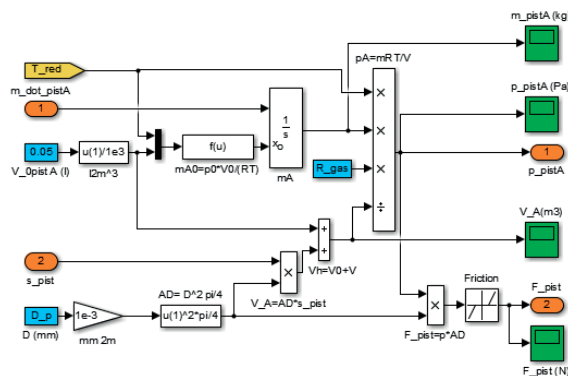 m_pistA (kg)
pA=mRT/V
T_red
m_dot_pistA
1
0.05
V_0pist A (l)
u(1)/1e3
l2m^3
f(u)
mA0=p0*V0/(RT)
1
s
xo
mA
×
×
×
÷
R_gas
p_pistA (Pa)
1
p_pistA
V_A(m3)
+
+
Vh=V0+V
2
s_pist
×
V_A=AD*s_pist
D_p
D (mm)
1e-3
mm 2m
AD= D^2 pi/4
u(1)^2*pi/4
×
F_pist=p*AD
Friction
F_pist
2
F_pist (N)